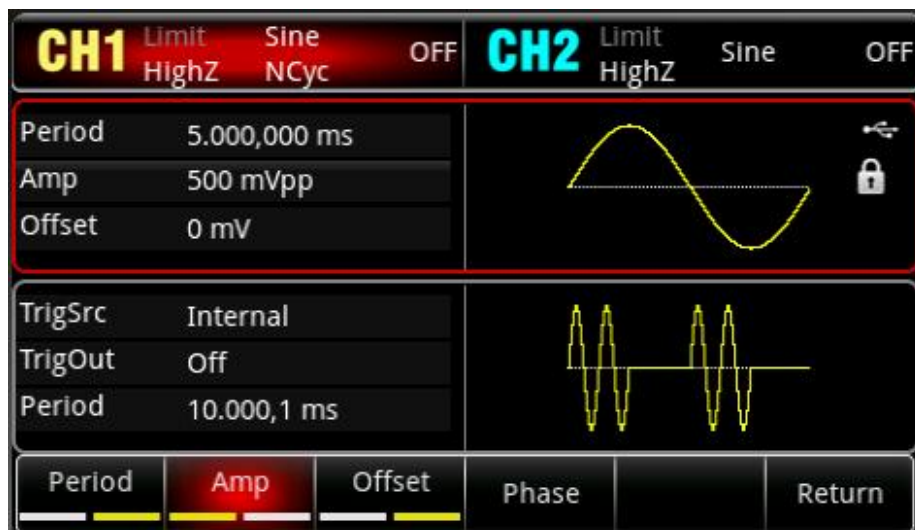 CH1 Limit Sine OFF
HighZ NCyc
CH2 Limit Sine OFF
HighZ
Period 5.000,000 ms
Amp 500 mVpp
Offset 0 mV
TrigSrc Internal
TrigOut Off
Period 10.000,1 ms
Period Amp Offset Phase Return